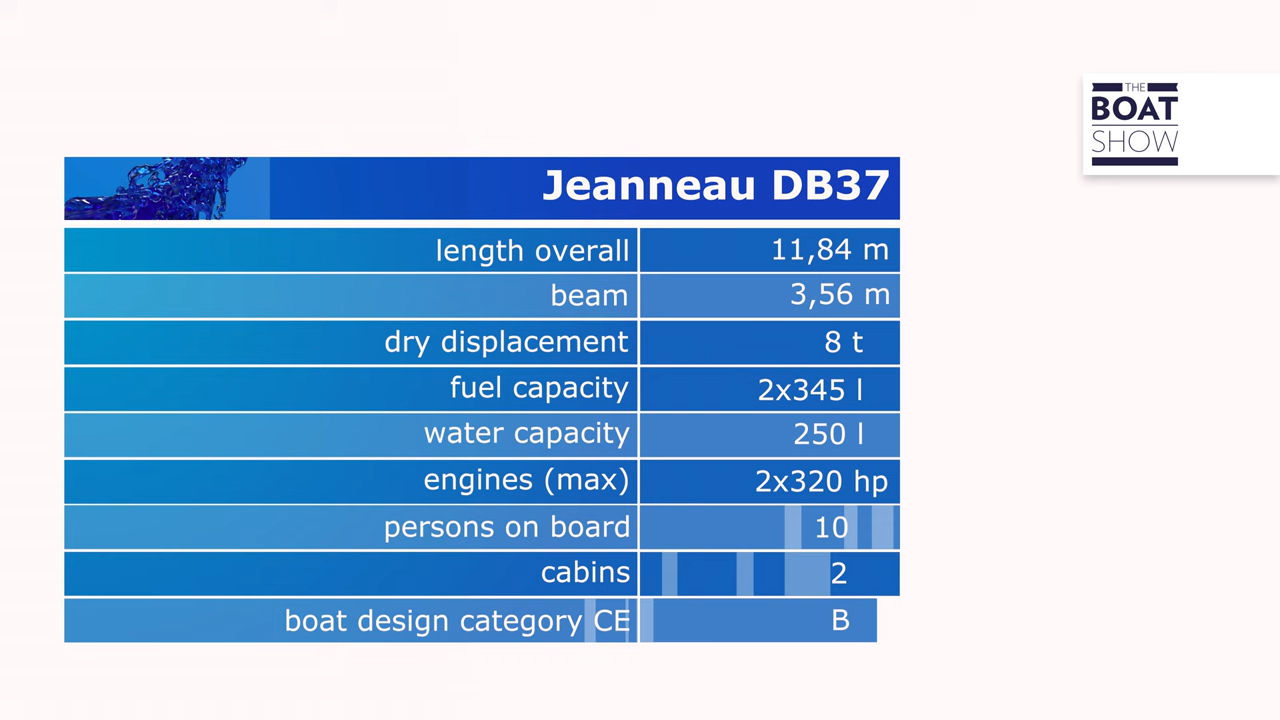 THE
BOAT
SHOW
Jeanneau DB37
length overall 11,84 m
beam 3,56 m
dry displacement 8 t
fuel capacity 2x345 l
water capacity 250 l
engines (max) 2x320 hp
persons on board 10
cabins 2
boat design category CE B